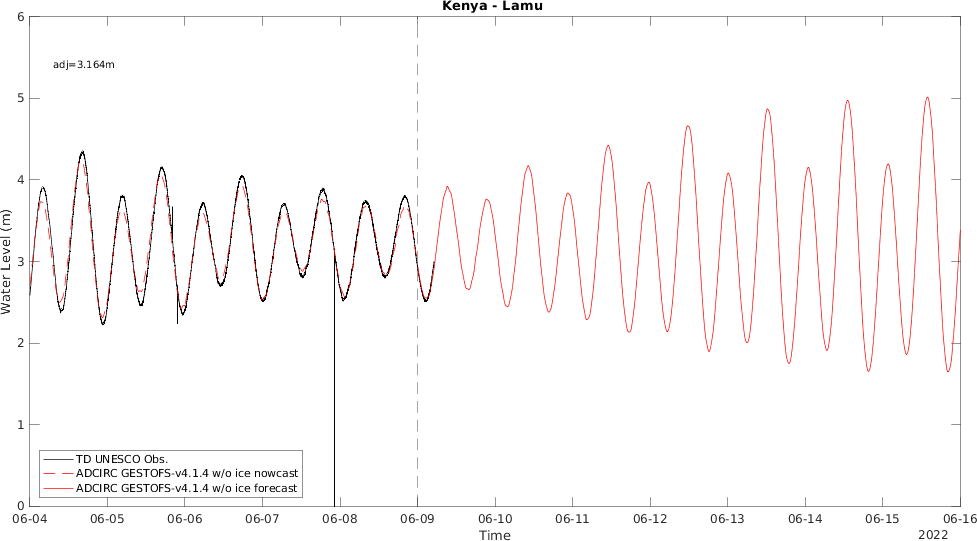 Kenya - Lamu
6
adj=3.164m
5
4
3
2
1
0
Water Level (m)
TD UNESCO Obs.
ADCIRC GESTOFS-v4.1.4 w/o ice nowcast
ADCIRC GESTOFS-v4.1.4 w/o ice forecast
06-04 06-05 06-06 06-07 06-08 06-09 06-10 06-11 06-12 06-13 06-14 06-15 06-16
Time
2022